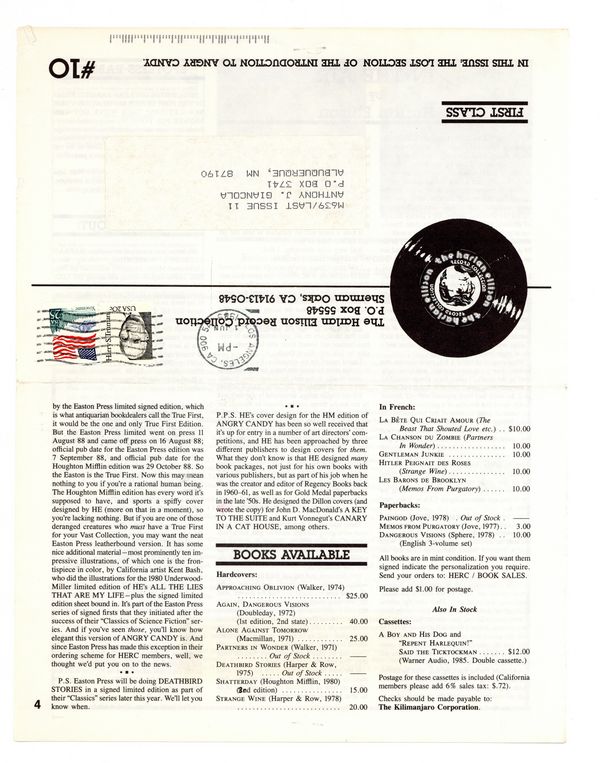 IN THIS ISSUE, THE LOST SECTION OF THE INTRODUCTION TO ANGRY CANDY.
#10
FIRST CLASS
M639/LAST ISSUE 11
ANTHONY J. GIANCOLA
P.O BOX 3741
ALBUQUERQUE, NM 87190
the harlan ellison
RECORD COLLECTION
The Harlan Ellison Record Collection
P.O. Box 55548
Sherman Oaks, CA 91413-0548
LOS ANGELES, CA 900
PM
USA 20c
Harry S. Truman
by the Easton Press limited signed edition, which
is what antiquarian bookdealers call the True First,
it would be the one and only True First Edition.
But the Easton Press limited went on press 11
August 88 and came off press on 16 August 88;
official pub date for the Easton Press edition was
7 September 88, and official pub date for the
Houghton Mifflin edition was 29 October 88. So
the Easton is the True First. Now this may mean
nothing to you if you're a rational human being.
The Houghton Mifflin edition has every word it's
supposed to have, and sports a spiffy cover
designed by HE (more on that in a moment), so
you're lacking nothing. But if you are one of those
deranged creatures who must have a True First
for your Vast Collection, you may want the neat
Easton Press leatherbound version. It has some
nice additional material—most prominently ten im-
pressive illustrations, of which one is the fron-
tispiece in color, by California artist Kent Bash,
who did the illustrations for the 1980 Underwood-
Miller limited edition of HE's ALL THE LIES
THAT ARE MY LIFE—plus the signed limited
edition sheet bound in. It's part of the Easton Press
series of signed firsts that they initiated after the
success of their "Classics of Science Fiction" ser-
ies. And if you've seen those, you'll know how
elegant this version of ANGRY CANDY is. And
since Easton Press has made this exception in their
ordering scheme for HERC members, well, we
thought we'd put you on to the news.
• ★ •
P.S. Easton Press will be doing DEATHBIRD
STORIES in a signed limited edition as part of
their "Classics" series later this year. We'll let you
know when.
4
• ★ •
P.P.S. HE's cover design for the HM edition of
ANGRY CANDY has been so well received that
it's up for entry in a number of art directors' com-
petitions, and HE has been approached by three
different publishers to design covers for them.
What they don't know is that HE designed many
book packages, not just for his own books with
various publishers, but as part of his job when he
was the creator and editor of Regency Books back
in 1960-61, as well as for Gold Medal paperbacks
in the late '50s. He designed the Dillon covers (and
wrote the copy) for John D. MacDonald's A KEY
TO THE SUITE and Kurt Vonnegut's CANARY
IN A CAT HOUSE, among others.
BOOKS AVAILABLE
Hardcovers:
APPROACHING OBLIVION (Walker, 1974)
........ $25.00
AGAIN, DANGEROUS VISIONS
(Doubleday, 1972)
(1st edition, 2nd state) ........ 40.00
ALONE AGAINST TOMORROW
(Macmillan, 1971) ........ 25.00
PARTNERS IN WONDER (Walker, 1971)
........ Out of Stock ........ ——
DEATHBIRD STORIES (Harper & Row,
1975) ..... Out of Stock ..... ——
SHATTERDAY (Houghton Mifflin, 1980)
(2nd edition) ........ 15.00
STRANGE WINE (Harper & Row, 1978)
........ 20.00
In French:
LA BÊTE QUI CRIAIT AMOUR (The
Beast That Shouted Love etc.) .. $10.00
LA CHANSON DU ZOMBIE (Partners
In Wonder) ........ 10.00
GENTLEMAN JUNKIE ........ 10.00
HITLER PEIGNAIT DES ROSES
(Strange Wine) ........ 10.00
LES BARONS DE BROOKLYN
(Memos From Purgatory) ...... 10.00
Paperbacks:
PAINGOD (Jove, 1978) . Out of Stock . ——
MEMOS FROM PURGATORY (Jove, 1977) .. 3.00
DANGEROUS VISIONS (Sphere, 1978) .. 10.00
(English 3-volume set)
All books are in mint condition. If you want them
signed indicate the personalization you require.
Send your orders to: HERC / BOOK SALES.
Please add $1.00 for postage.
Also In Stock
Cassettes:
A BOY AND HIS DOG and
"REPENT HARLEQUIN!"
SAID THE TICKTOCKMAN ....... $12.00
(Warner Audio, 1985. Double cassette.)
Postage for these cassettes is included (California
members please add 6% sales tax: $.72).
Checks should be made payable to:
The Kilimanjaro Corporation.